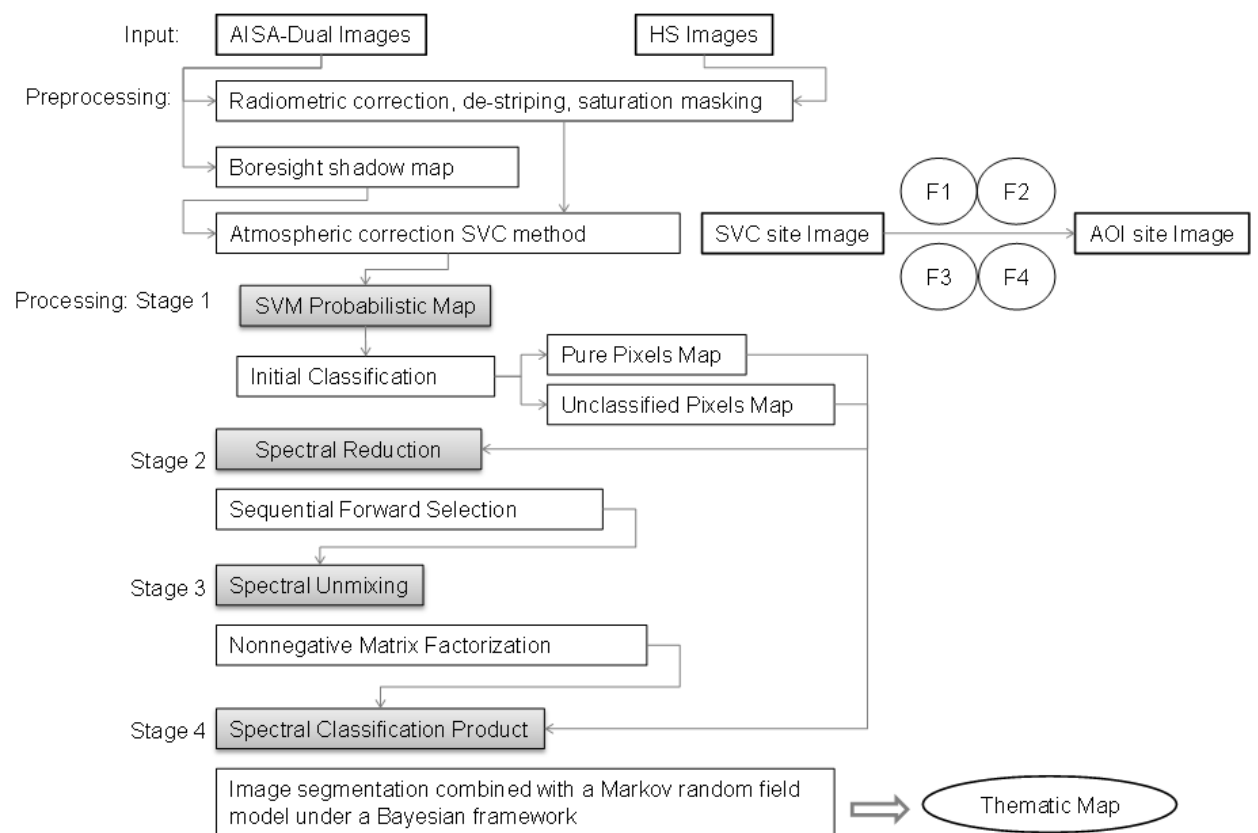 Input:
AISA-Dual Images
HS Images
Preprocessing:
Radiometric correction, de-striping, saturation masking
Boresight shadow map
F1
F2
Atmospheric correction SVC method
SVC site Image
AOI site Image
F3
F4
Processing: Stage 1
SVM Probabilistic Map
Initial Classification
Pure Pixels Map
Unclassified Pixels Map
Stage 2
Spectral Reduction
Sequential Forward Selection
Stage 3
Spectral Unmixing
Nonnegative Matrix Factorization
Stage 4
Spectral Classification Product
Image segmentation combined with a Markov random field
model under a Bayesian framework
Thematic Map